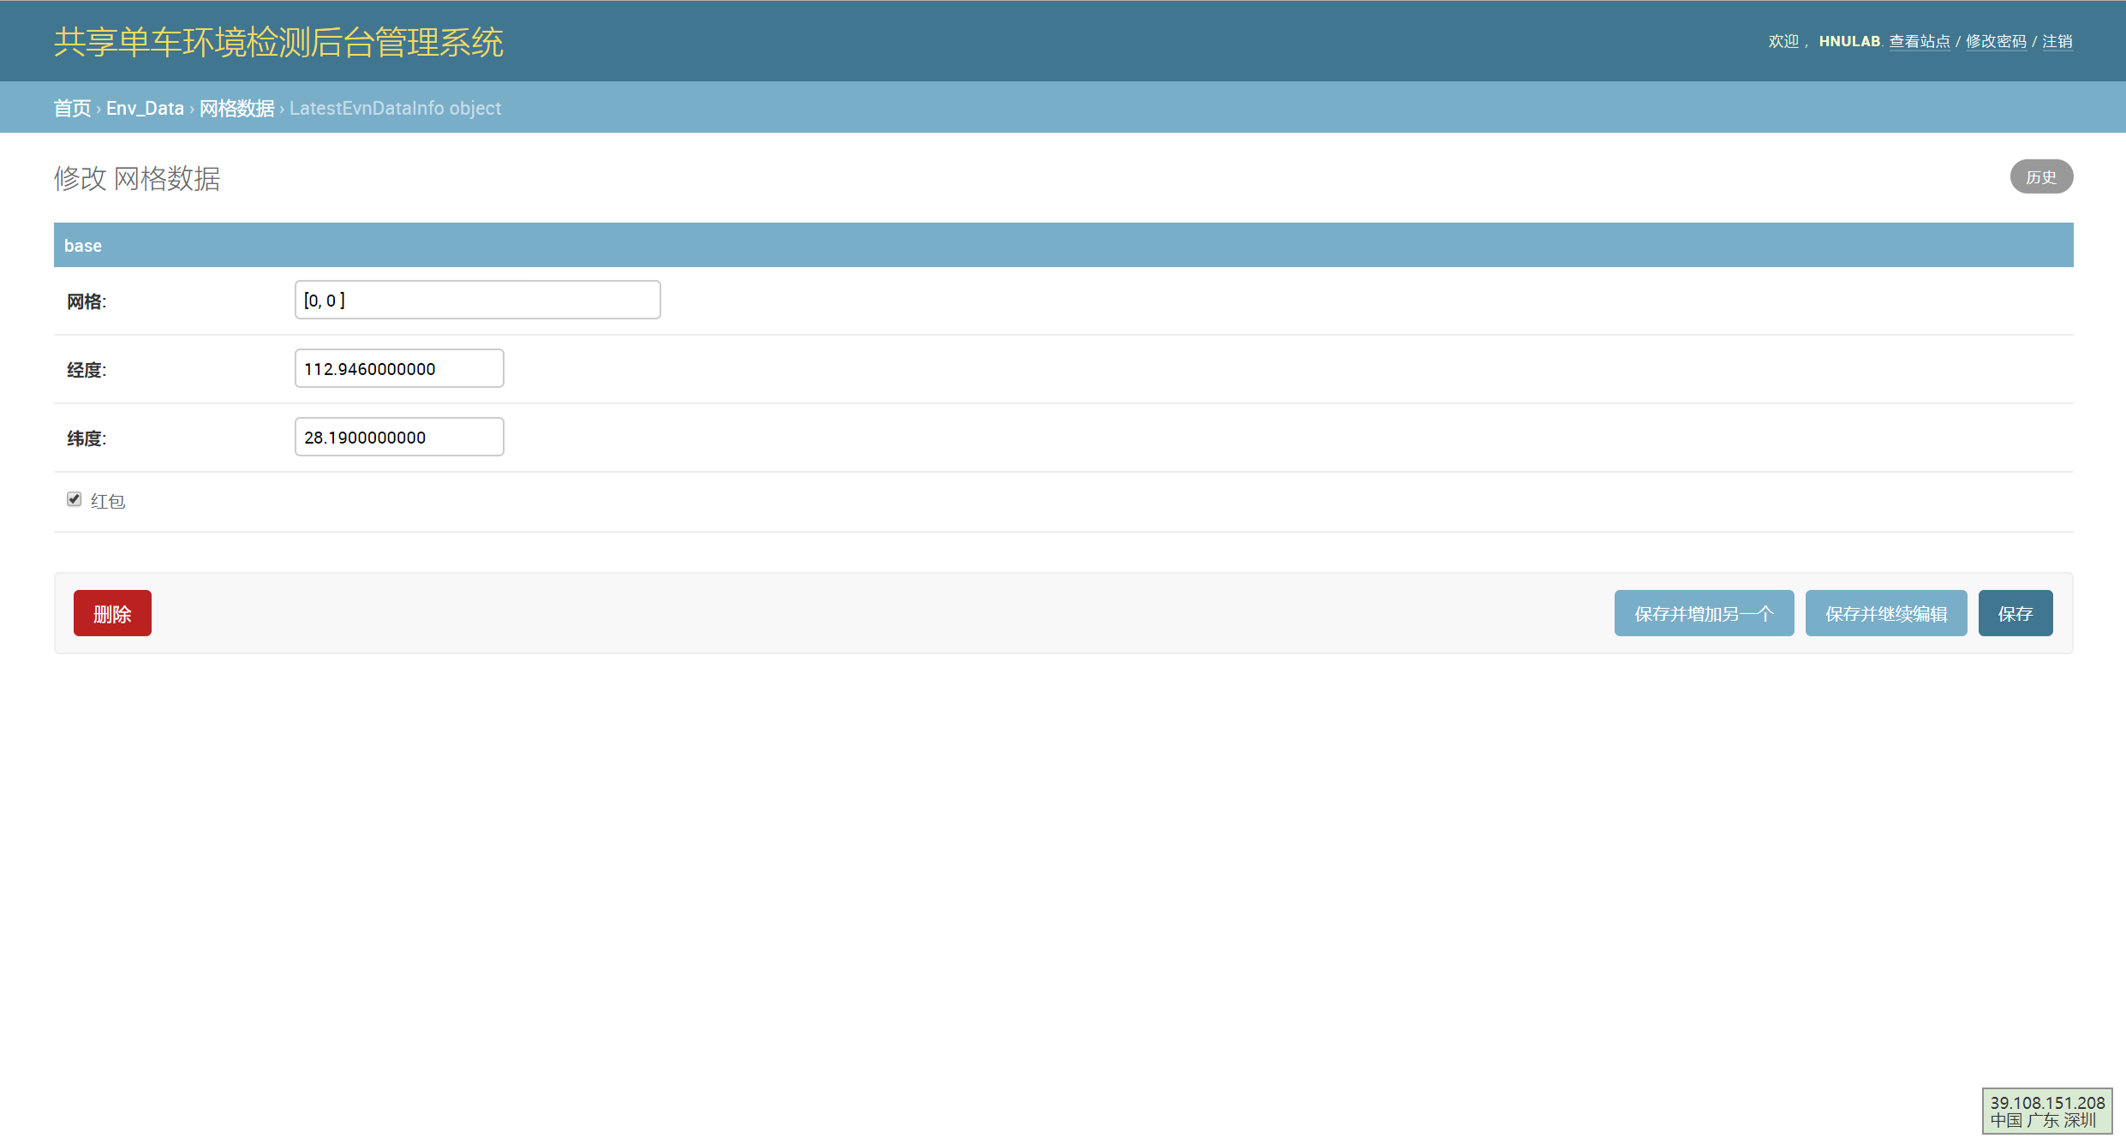 共享单车环境检测后台管理系统
欢迎， HNULAB. 查看站点 / 修改密码 / 注销
首页 › Env_Data › 网格数据 › LatestEvnDataInfo object
修改 网格数据
历史
base
网格: [0, 0 ]
经度: 112.9460000000
纬度: 28.1900000000
红包
删除 保存并增加另一个 保存并继续编辑 保存
39.108.151.208
中国 广东 深圳